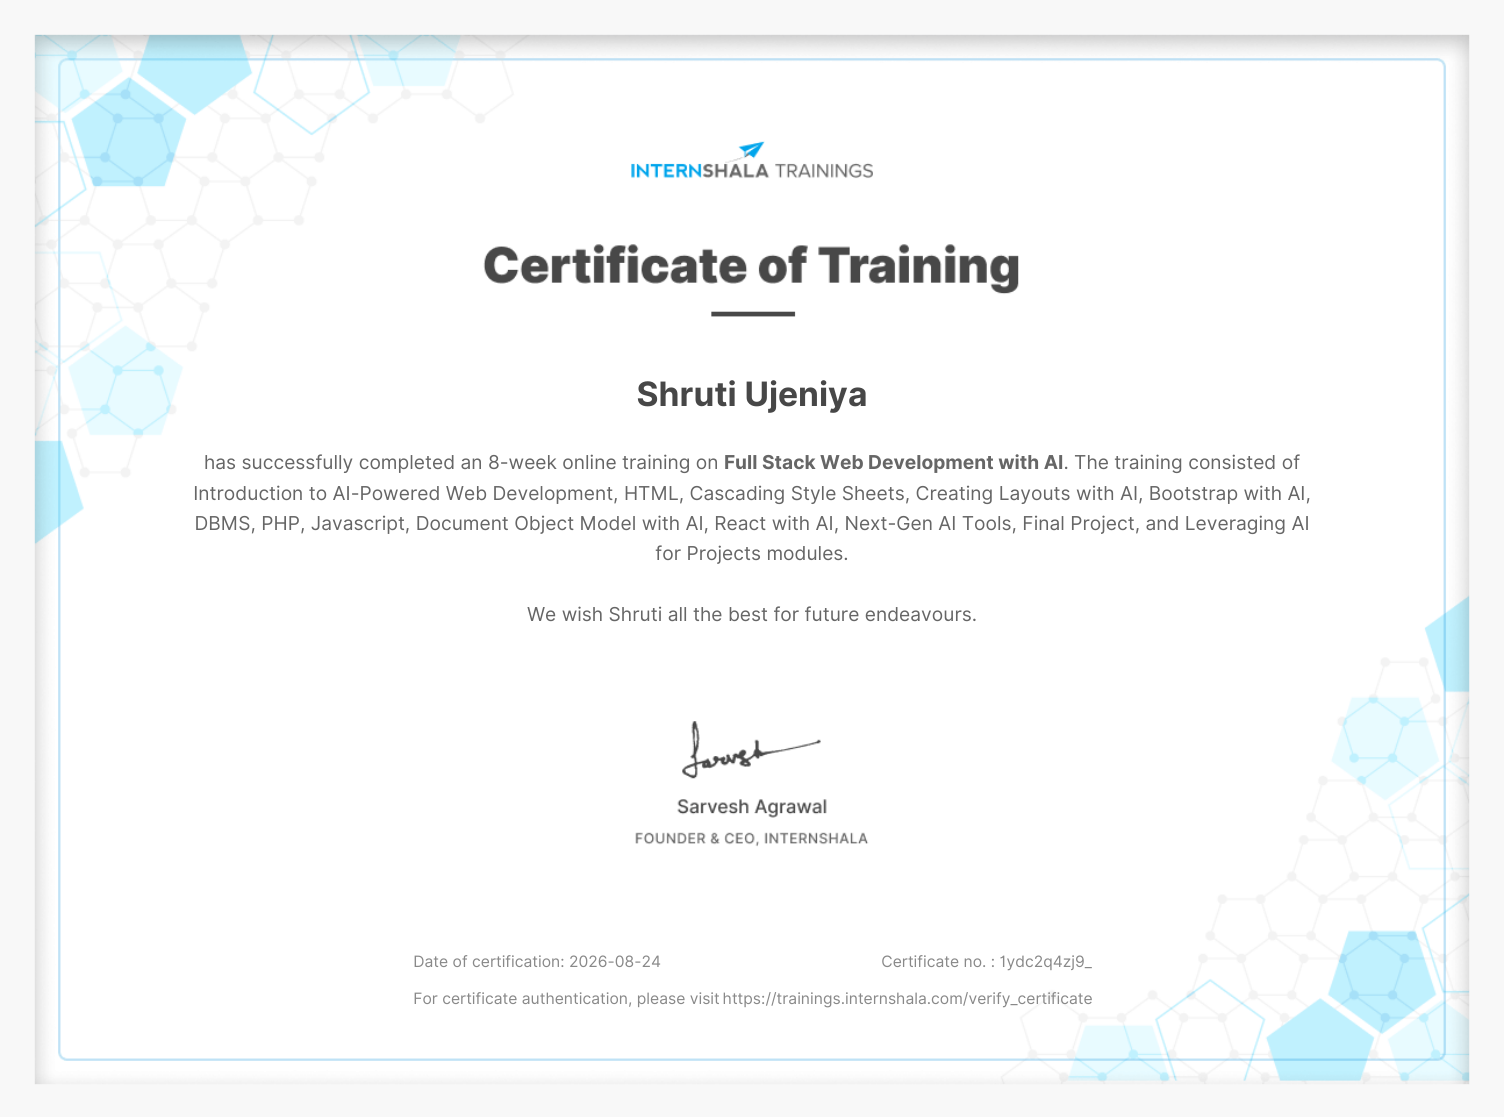 INTERNSHALA TRAININGS
Certificate of Training
Shruti Ujeniya
has successfully completed an 8-week online training on Full Stack Web Development with AI. The training consisted of
Introduction to AI-Powered Web Development, HTML, Cascading Style Sheets, Creating Layouts with AI, Bootstrap with AI,
DBMS, PHP, Javascript, Document Object Model with AI, React with AI, Next-Gen AI Tools, Final Project, and Leveraging AI
for Projects modules.
We wish Shruti all the best for future endeavours.
Sarvesh Agrawal
FOUNDER & CEO, INTERNSHALA
Date of certification: 2026-08-24
Certificate no. : 1ydc2q4zj9_
For certificate authentication, please visit https://trainings.internshala.com/verify_certificate